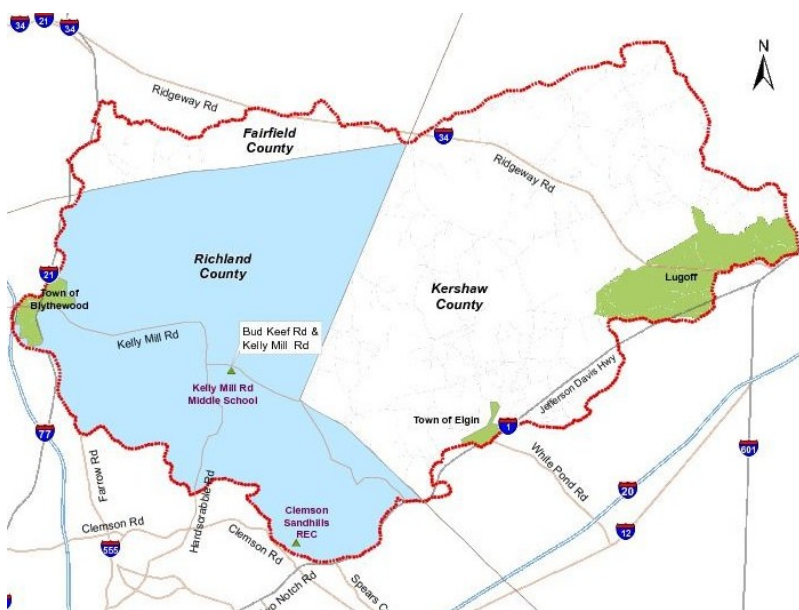 34
21
34
N
Ridgeway Rd
Fairfield
County
34
Ridgeway Rd
Richland
County
21
Town of
Blythewood
Kershaw
County
Lugoff
Kelly Mill Rd
Bud Keef Rd &
Kelly Mill Rd
Kelly Mill Rd
Middle School
Jefferson Davis Hwy
Town of Elgin
1
77
601
White Pond Rd
Farrow Rd
Hardscrabble Rd
20
Clemson
Sandhills
REC
Clemson Rd
12
555
Clemson Rd
Notch Rd
Spears